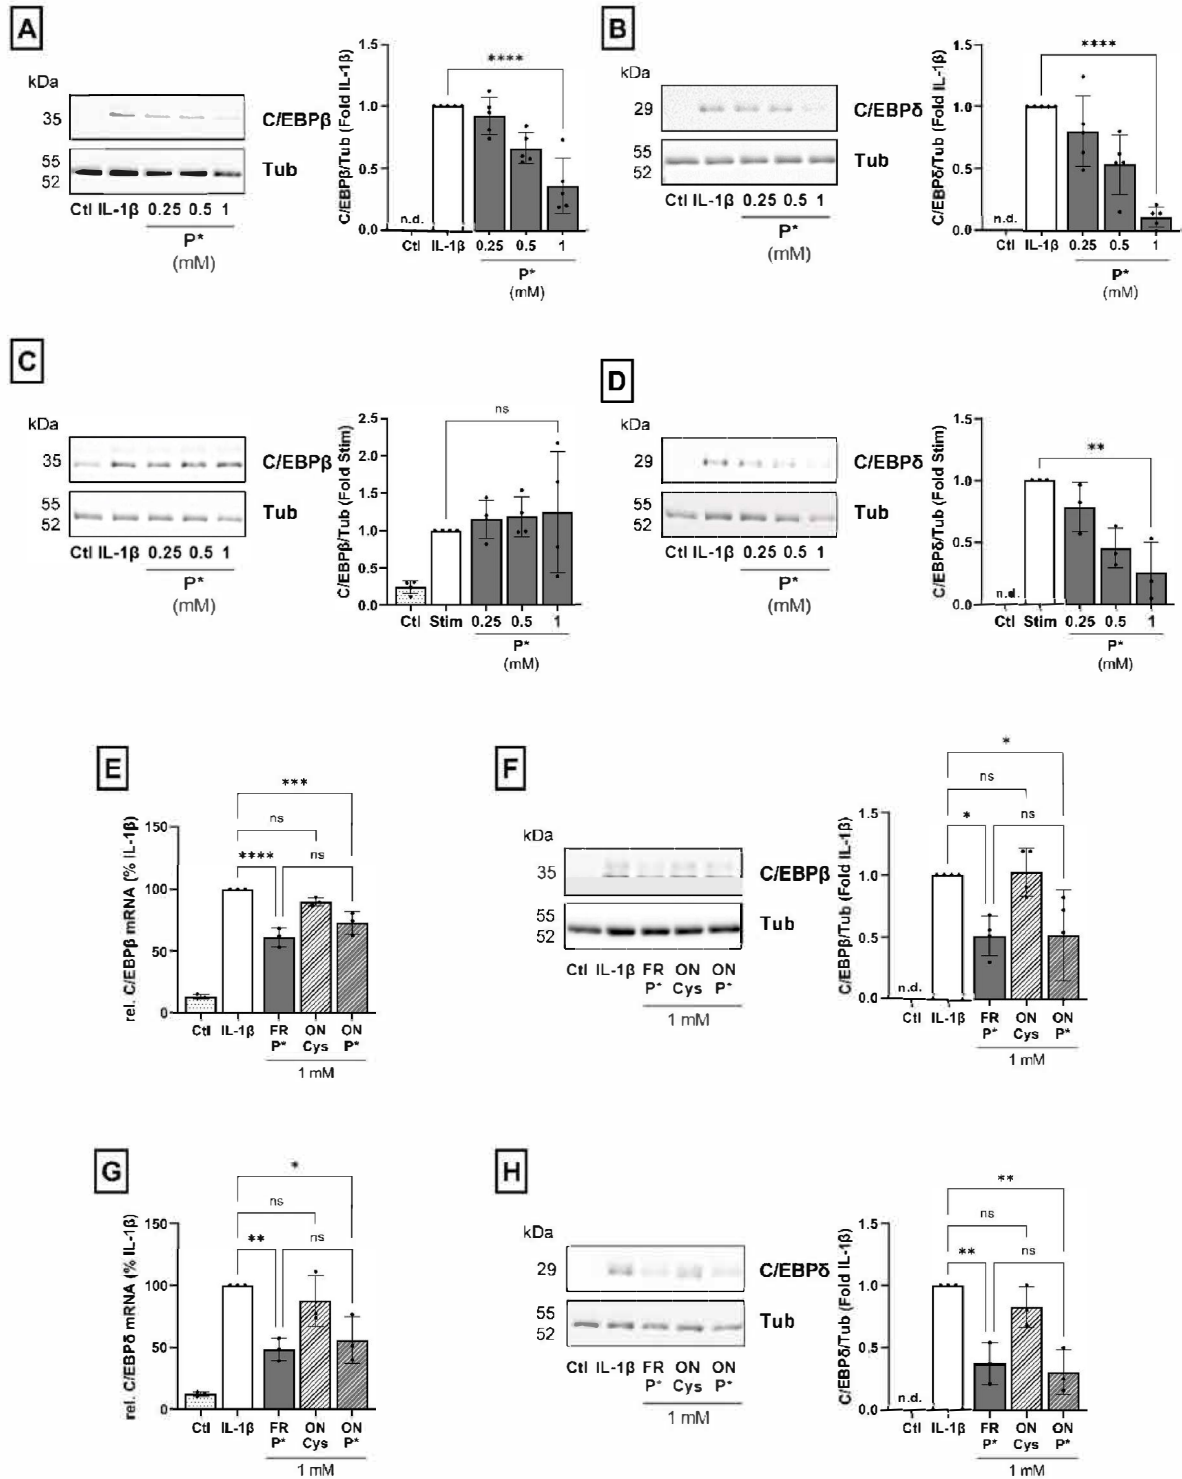 A
kDa
35
C/EBPβ
55
52
Tub
Ctl IL-1β 0.25 0.5 1
P*
(mM)
C/EBPβ/Tub (Fold IL-1β)
1.5
1.0
0.5
0.0
****
n.d.
Ctl IL-1β 0.25 0.5 1
P*
(mM)
B
kDa
29
C/EBPδ
55
52
Tub
Ctl IL-1β 0.25 0.5 1
P*
(mM)
C/EBPδ/Tub (Fold IL-1β)
1.5
1.0
0.5
0.0
****
n.d.
Ctl IL-1β 0.25 0.5 1
P*
(mM)
C
kDa
35
C/EBPβ
55
52
Tub
Ctl IL-1β 0.25 0.5 1
P*
(mM)
C/EBPβ/Tub (Fold Stim)
2.5
2.0
1.5
1.0
0.5
0.0
ns
Ctl Stim 0.25 0.5 1
P*
(mM)
D
kDa
29
C/EBPδ
55
52
Tub
Ctl IL-1β 0.25 0.5 1
P*
(mM)
C/EBPδ/Tub (Fold Stim)
1.5
1.0
0.5
0.0
**
n.d.
Ctl Stim 0.25 0.5 1
P*
(mM)
E
rel. C/EBPβ mRNA (% IL-1β)
150
100
50
0
***
ns
**** ns
Ctl IL-1β FR ON ON
P* Cys P*
1 mM
F
kDa
35
C/EBPβ
55
52
Tub
Ctl IL-1β FR ON ON
P* Cys P*
1 mM
C/EBPβ/Tub (Fold IL-1β)
1.5
1.0
0.5
0.0
*
ns
* ns
n.d.
Ctl IL-1β FR ON ON
P* Cys P*
1 mM
G
rel. C/EBPδ mRNA (% IL-1β)
150
100
50
0
*
ns
** ns
Ctl IL-1β FR ON ON
P* Cys P*
1 mM
H
kDa
29
C/EBPδ
55
52
Tub
Ctl IL-1β FR ON ON
P* Cys P*
1 mM
C/EBPδ/Tub (Fold IL-1β)
1.5
1.0
0.5
0.0
**
ns
** ns
n.d.
Ctl IL-1β FR ON ON
P* Cys P*
1 mM